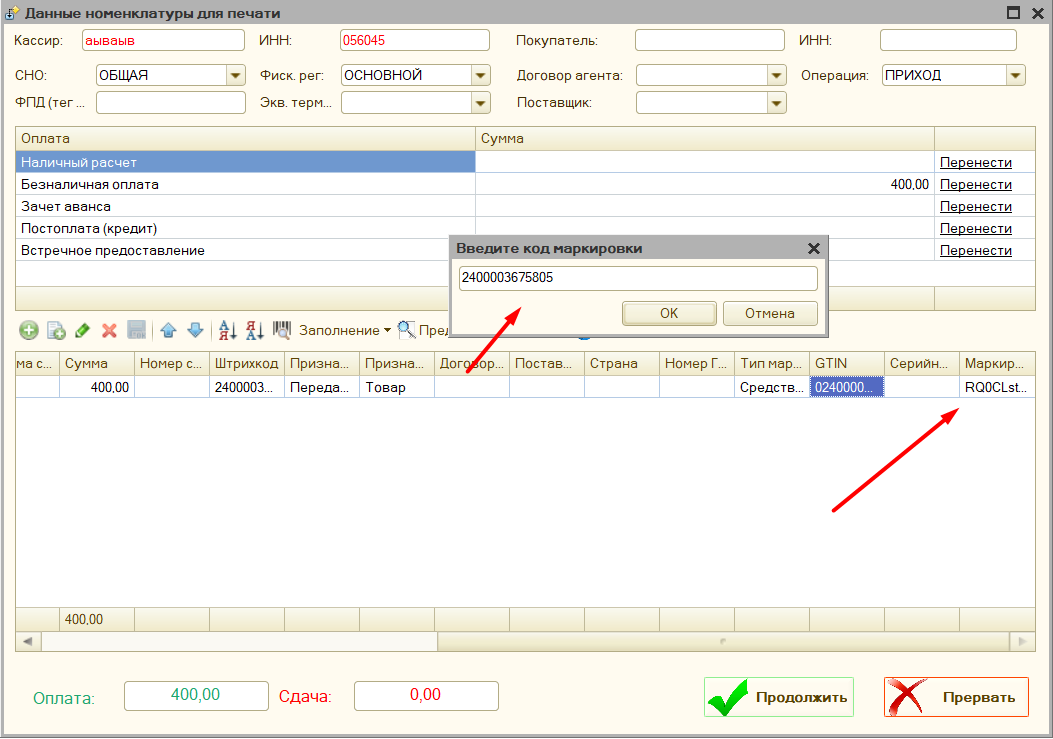 Данные номенклатуры для печати
Кассир: аываыв ИНН: 056045 Покупатель: ИНН:
СНО: ОБЩАЯ Фиск. рег: ОСНОВНОЙ Договор агента: Операция: ПРИХОД
ФПД (тег ... Экв. терм... Поставщик:
Оплата Сумма
Наличный расчет Перенести
Безналичная оплата 400,00 Перенести
Зачет аванса Перенести
Постоплата (кредит) Перенести
Встречное предоставление Перенести
Введите код маркировки
2400003675805
OK Отмена
Заполнение Пред
ма с... Сумма Номер с... Штрихкод Призна... Призна... Договор... Постав... Страна Номер Г... Тип мар... GTIN Серийн... Маркир...
400,00 2400003... Переда... Товар Средств... 0240000... RQ0CLst...
400,00
Оплата: 400,00 Сдача: 0,00 Продолжить Прервать